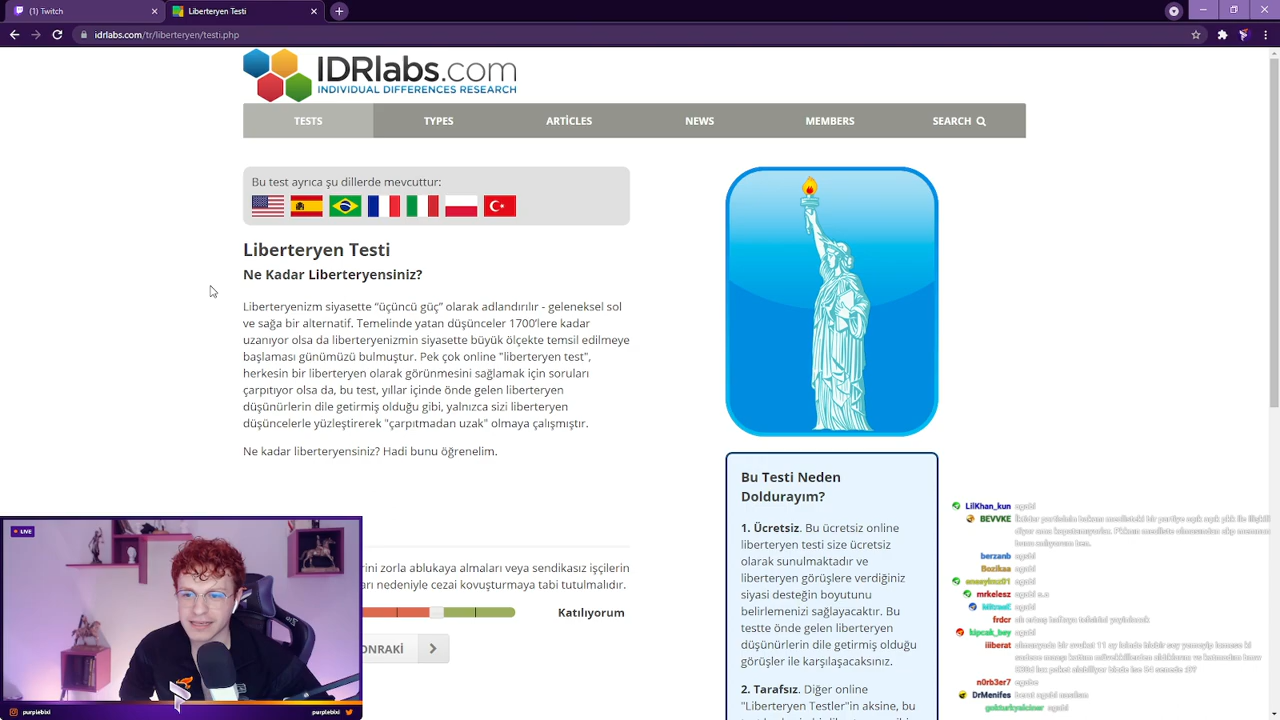 (1) Twitch
Liberteryen Testi
idrlabs.com/tr/liberteryen/testi.php
IDRlabs.com
INDIVIDUAL DIFFERENCES RESEARCH
TESTS TYPES ARTİCLES NEWS MEMBERS SEARCH
Bu test ayrıca şu dillerde mevcuttur:
Liberteryen Testi
Ne Kadar Liberteryensiniz?
Liberteryenizm siyasette “üçüncü güç” olarak adlandırılır - geleneksel sol
ve sağa bir alternatif. Temelinde yatan düşünceler 1700’lere kadar
uzanıyor olsa da liberteryenizmin siyasette büyük ölçekte temsil edilmeye
başlaması günümüzü bulmuştur. Pek çok online "liberteryen test",
herkesin bir liberteryen olarak görünmesini sağlamak için soruları
çarpıtıyor olsa da, bu test, yıllar içinde önde gelen liberteryen
düşünürlerin dile getirmiş olduğu gibi, yalnızca sizi liberteryen
düşüncelerle yüzleştirerek "çarpıtmadan uzak" olmaya çalışmıştır.
Ne kadar liberteryensiniz? Hadi bunu öğrenelim.
rini zorla ablukaya almaları veya sendikasız işçilerin
arı nedeniyle cezai kovuşturmaya tabi tutulmalıdır.
Katılıyorum
ONRAKİ
Bu Testi Neden
Doldurayım?
1. Ücretsiz. Bu ücretsiz online
liberteryen testi size ücretsiz
olarak sunulmaktadır ve
liberteryen görüşlere verdiğiniz
siyasi desteğin boyutunu
belirlemenizi sağlayacaktır. Bu
testte önde gelen liberteryen
düşünürlerin dile getirmiş olduğu
görüşler ile karşılaşacaksınız.
2. Tarafsız. Diğer online
"Liberteryen Testler"in aksine, bu
LIVE
purplebixi
purplebixi
LilKhan_kun
BEVVKE
berzanb
Bozikaa
mrkelesz
frdcr
kipcak_bey
iiiberat
n0rb3er7
DrMenifes